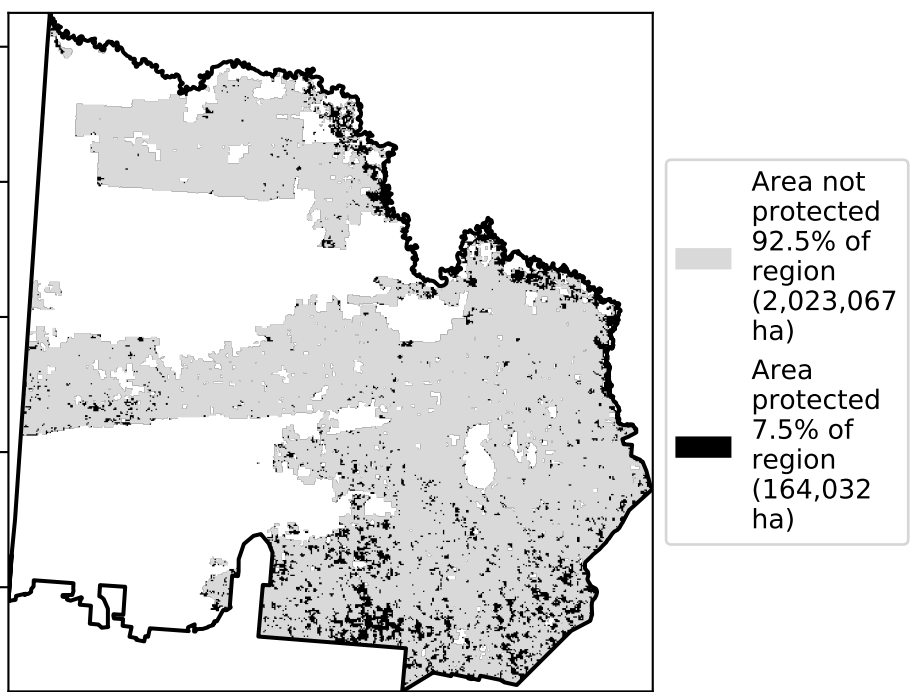 Area not
protected
92.5% of
region
(2,023,067
ha)
Area
protected
7.5% of
region
(164,032
ha)